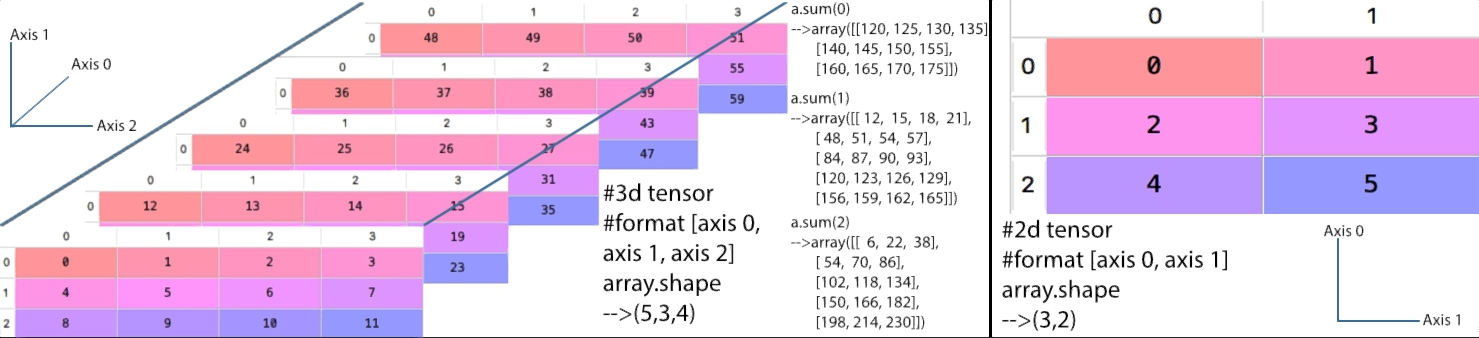 Axis 1
Axis 0
Axis 2
0 1 2 3
0 48 49 50 51
55
59
0 1 2 3
0 36 37 38 39
43
47
0 1 2 3
0 24 25 26 27
31
35
0 1 2 3
0 12 13 14 15
19
23
0 1 2 3
0 0 1 2 3
1 4 5 6 7
2 8 9 10 11
#3d tensor
#format [axis 0,
axis 1, axis 2]
array.shape
-->(5,3,4)
a.sum(0)
-->array([[120, 125, 130, 135]
[140, 145, 150, 155],
[160, 165, 170, 175]])
a.sum(1)
-->array([[ 12, 15, 18, 21],
[ 48, 51, 54, 57],
[ 84, 87, 90, 93],
[120, 123, 126, 129],
[156, 159, 162, 165]])
a.sum(2)
-->array([[ 6, 22, 38],
[ 54, 70, 86],
[102, 118, 134],
[150, 166, 182],
[198, 214, 230]])
0 1
0 0 1
1 2 3
2 4 5
#2d tensor
#format [axis 0, axis 1]
array.shape
-->(3,2)
Axis 0
Axis 1